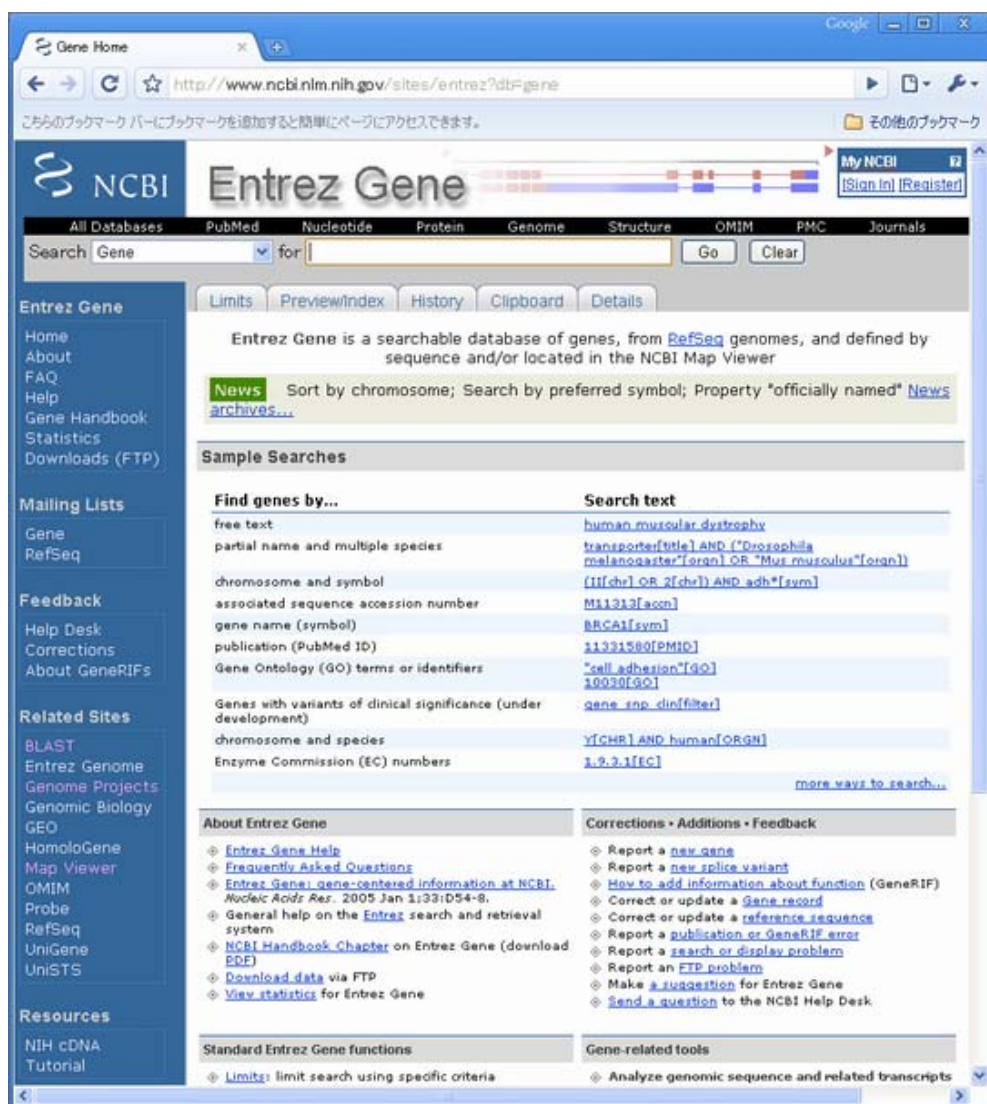 Google
Gene Home
http://www.ncbi.nlm.nih.gov/sites/entrez?db=gene
こちらのブックマーク バーにブックマークを追加すると簡単にページにアクセスできます。
その他のブックマーク
NCBI
Entrez Gene
My NCBI
[Sign In] [Register]
All Databases PubMed Nucleotide Protein Genome Structure OMIM PMC Journals
Search Gene for Go Clear
Limits Preview/Index History Clipboard Details
Entrez Gene
Home
About
FAQ
Help
Gene Handbook
Statistics
Downloads (FTP)
Mailing Lists
Gene
RefSeq
Feedback
Help Desk
Corrections
About GeneRIFs
Related Sites
BLAST
Entrez Genome
Genome Projects
Genomic Biology
GEO
HomoloGene
Map Viewer
OMIM
Probe
RefSeq
UniGene
UniSTS
Resources
NIH cDNA
Tutorial
Entrez Gene is a searchable database of genes, from RefSeq genomes, and defined by
sequence and/or located in the NCBI Map Viewer
News Sort by chromosome; Search by preferred symbol; Property "officially named" News
archives...
Sample Searches
Find genes by... Search text
free text human muscular dystrophy
partial name and multiple species transporter[title] AND ("Drosophila
melanogaster"[orgn] OR "Mus musculus"[orgn])
chromosome and symbol (II[chr] OR 2[chr]) AND adh*[sym]
associated sequence accession number M11313[accn]
gene name (symbol) BRCA1[sym]
publication (PubMed ID) 11331580[PMID]
Gene Ontology (GO) terms or identifiers "cell adhesion"[GO]
10030[GO]
Genes with variants of clinical significance (under gene_snp_clin[filter]
development)
chromosome and species Y[CHR] AND human[ORGN]
Enzyme Commission (EC) numbers 1.9.3.1[EC]
more ways to search...
About Entrez Gene
Entrez Gene Help
Frequently Asked Questions
Entrez Gene: gene-centered information at NCBI.
Nucleic Acids Res. 2005 Jan 1;33:D54-8.
General help on the Entrez search and retrieval
system
NCBI Handbook Chapter on Entrez Gene (download
PDF)
Download data via FTP
View statistics for Entrez Gene
Corrections • Additions • Feedback
Report a new gene
Report a new splice variant
How to add information about function (GeneRIF)
Correct or update a Gene record
Correct or update a reference sequence
Report a publication or GeneRIF error
Report a search or display problem
Report an FTP problem
Make a suggestion for Entrez Gene
Send a question to the NCBI Help Desk
Standard Entrez Gene functions
Limits: limit search using specific criteria
Gene-related tools
Analyze genomic sequence and related transcripts